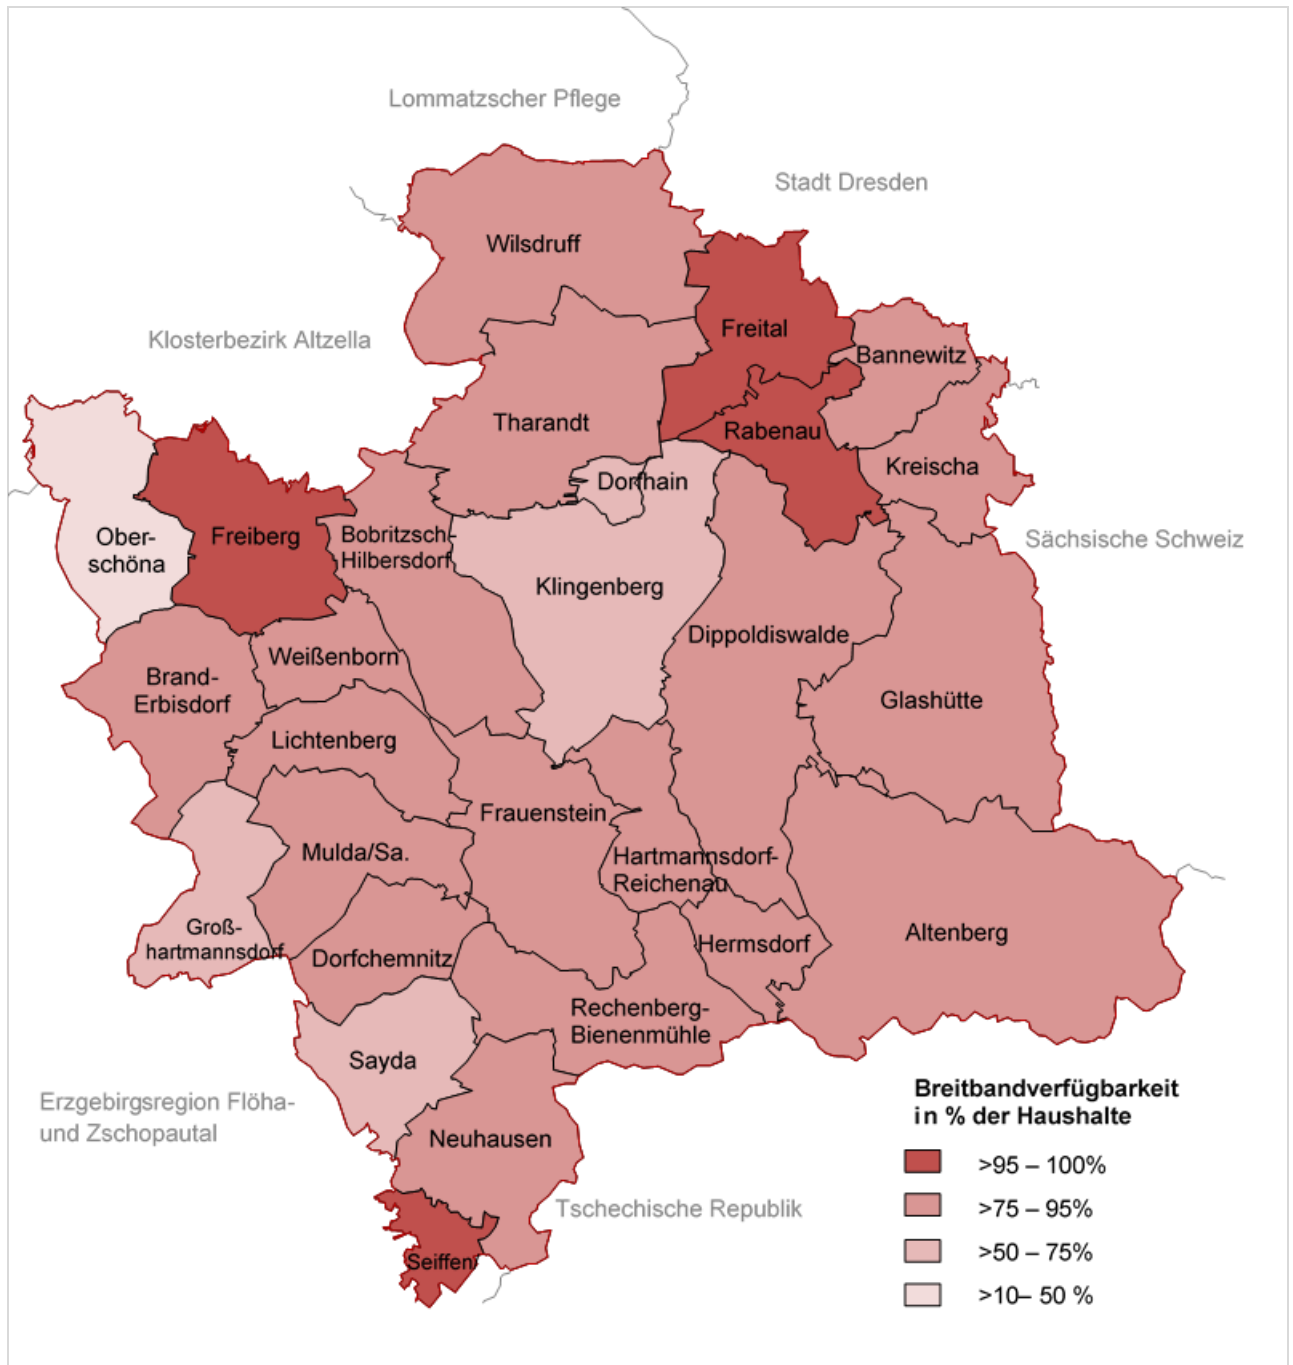 Lommatzscher Pflege
Stadt Dresden
Wilsdruff
Freital
Klosterbezirk Altzella
Bannewitz
Tharandt
Rabenau
Kreischa
Dorfhain
Ober-
schöna
Freiberg
Bobritzsch-
Hilbersdorf
Sächsische Schweiz
Klingenberg
Dippoldiswalde
Weißenborn
Brand-
Erbisdorf
Glashütte
Lichtenberg
Frauenstein
Mulda/Sa.
Hartmannsdorf-
Reichenau
Groß-
hartmannsdorf
Altenberg
Hermsdorf
Dorfchemnitz
Rechenberg-
Bienenmühle
Sayda
Erzgebirgsregion Flöha-
und Zschopautal
Neuhausen
Tschechische Republik
Seiffen
Breitbandverfügbarkeit
in % der Haushalte
>95 – 100%
>75 – 95%
>50 – 75%
>10– 50 %